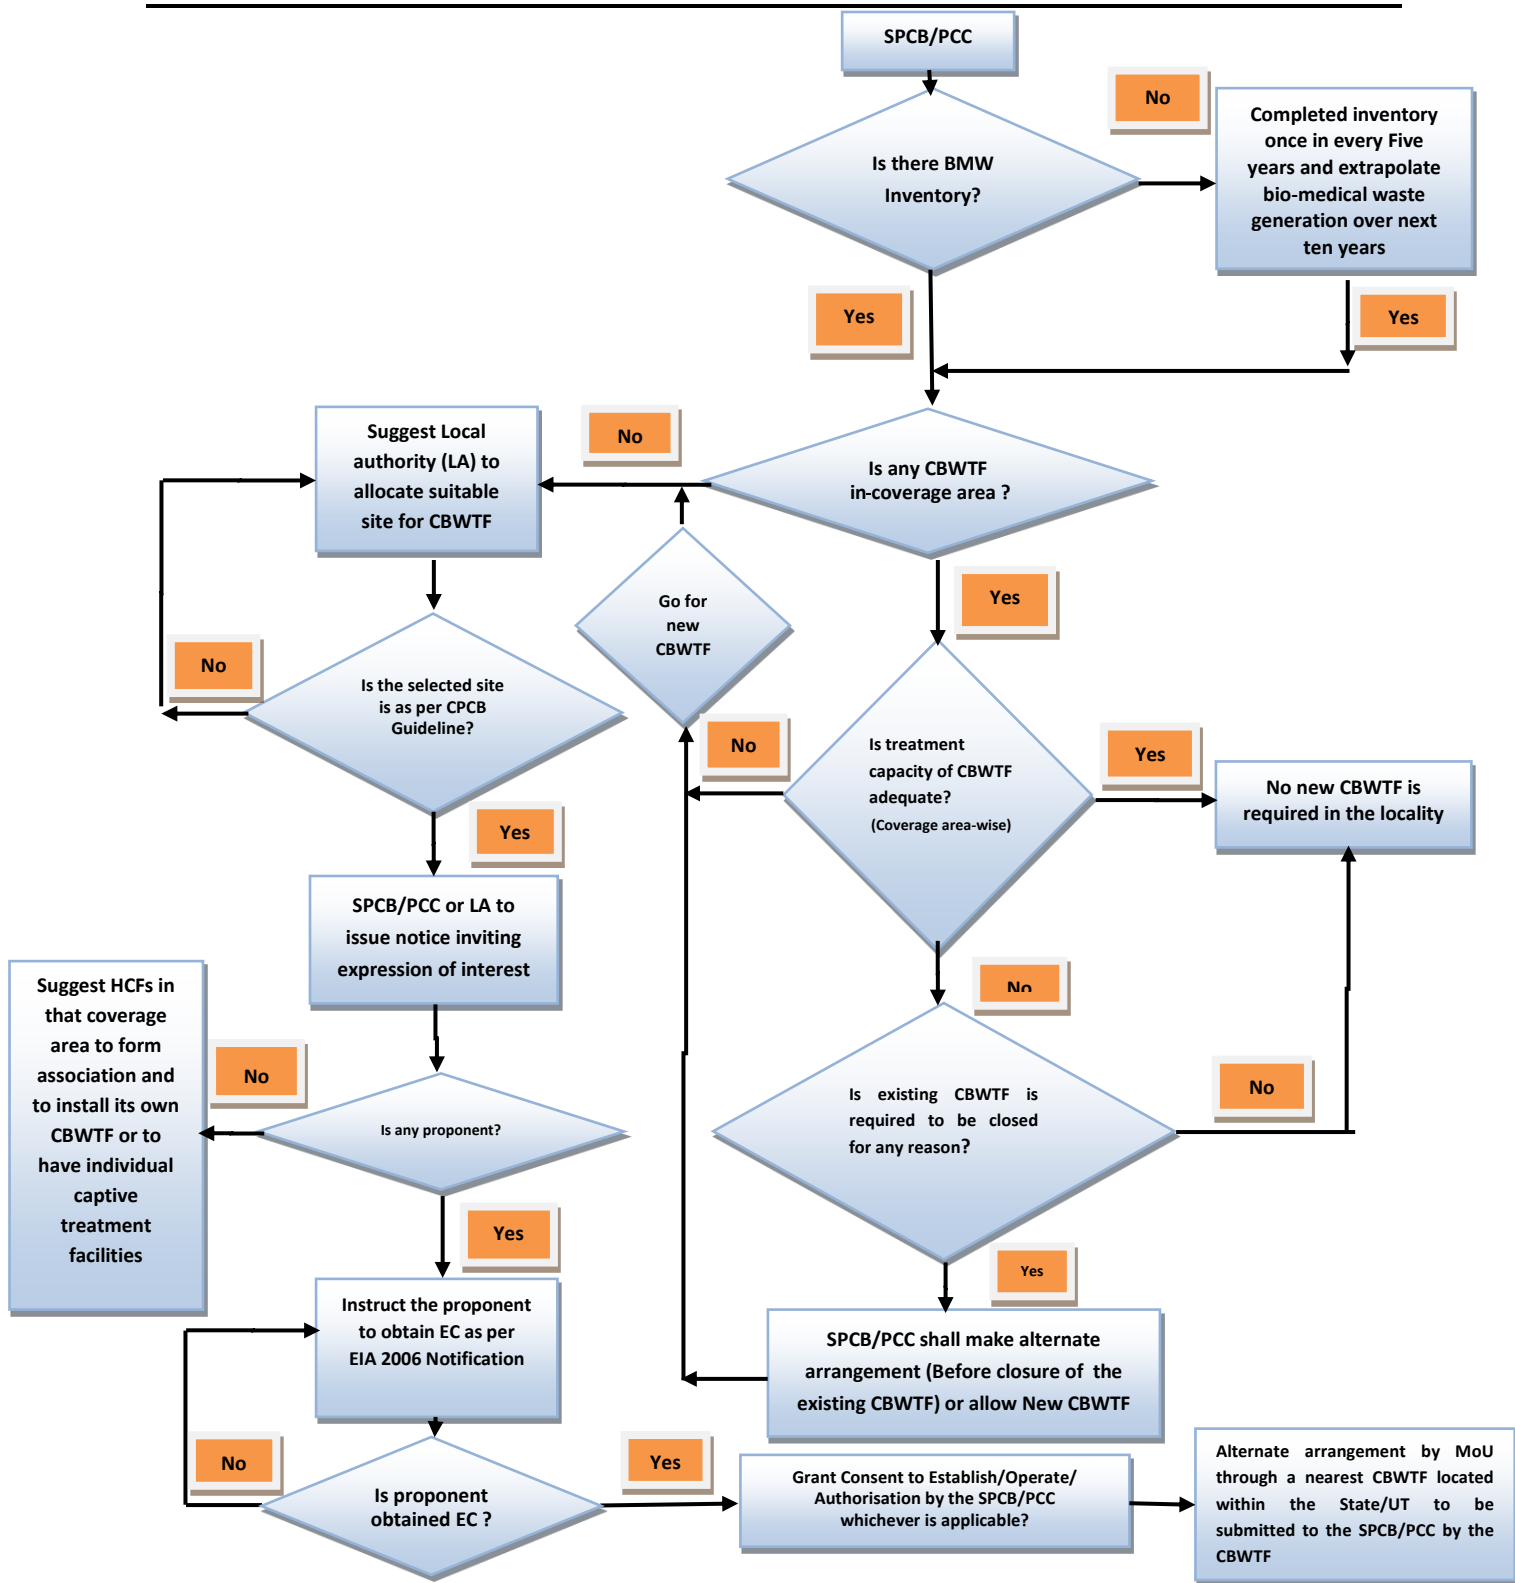 SPCB/PCC
No
Completed inventory
once in every Five
years and extrapolate
bio-medical waste
generation over next
ten years
Is there BMW
Inventory?
Yes
Yes
Suggest Local
authority (LA) to
allocate suitable
site for CBWTF
No
Is any CBWTF
in-coverage area ?
Yes
Go for
new
CBWTF
No
Is the selected site
is as per CPCB
Guideline?
No
Is treatment
capacity of CBWTF
adequate?
(Coverage area-wise)
Yes
No new CBWTF is
required in the locality
Yes
SPCB/PCC or LA to
issue notice inviting
expression of interest
No
Suggest HCFs in
that coverage
area to form
association and
to install its own
CBWTF or to
have individual
captive
treatment
facilities
No
Is any proponent?
Is existing CBWTF is
required to be closed
for any reason?
No
Yes
Yes
Instruct the proponent
to obtain EC as per
EIA 2006 Notification
SPCB/PCC shall make alternate
arrangement (Before closure of the
existing CBWTF) or allow New CBWTF
No
Is proponent
obtained EC ?
Yes
Grant Consent to Establish/Operate/
Authorisation by the SPCB/PCC
whichever is applicable?
Alternate arrangement by MoU
through a nearest CBWTF located
within the State/UT to be
submitted to the SPCB/PCC by the
CBWTF